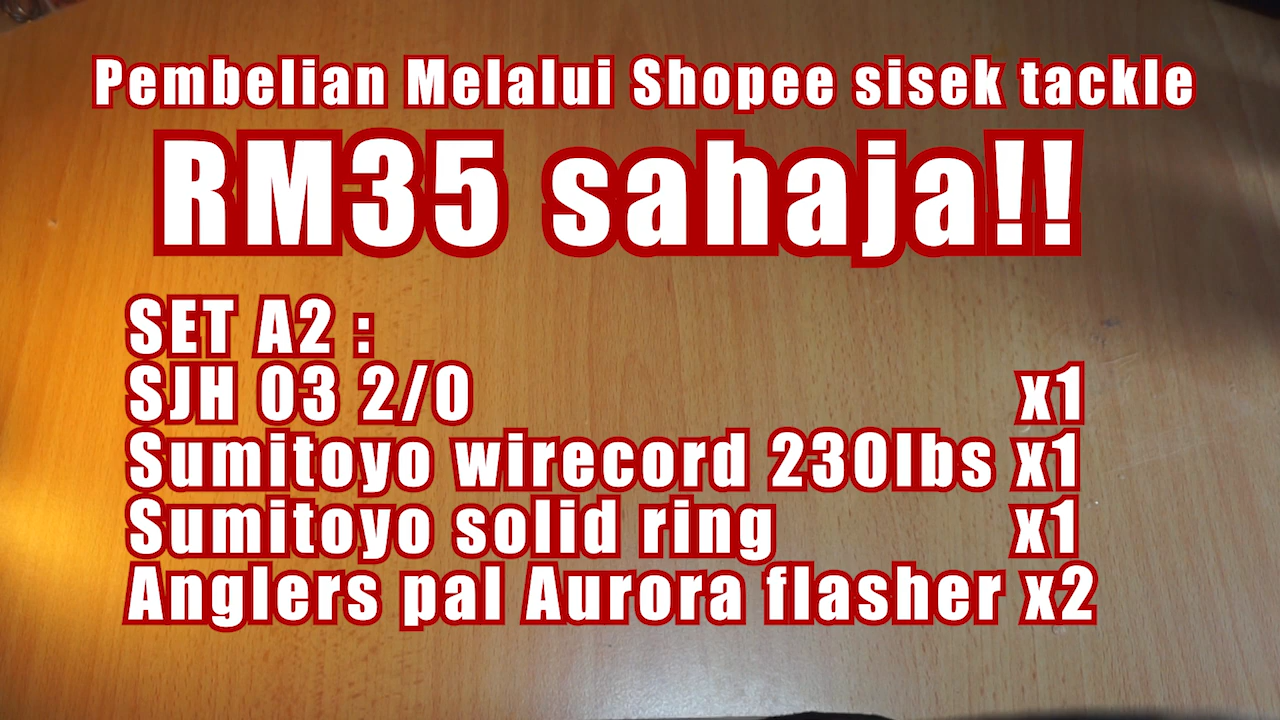 Pembelian Melalui Shopee sisek tackle
RM35 sahaja!!
SET A2 :
SJH 03 2/0 x1
Sumitoyo wirecord 230lbs x1
Sumitoyo solid ring x1
Anglers pal Aurora flasher x2